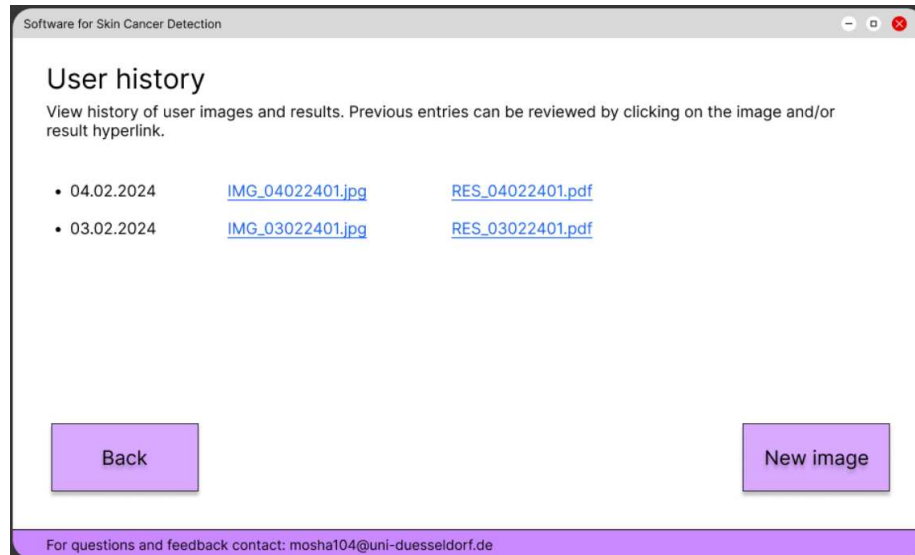 Software for Skin Cancer Detection
User history
View history of user images and results. Previous entries can be reviewed by clicking on the image and/or
result hyperlink.
• 04.02.2024 IMG_04022401.jpg RES_04022401.pdf
• 03.02.2024 IMG_03022401.jpg RES_03022401.pdf
Back New image
For questions and feedback contact: mosha104@uni-duesseldorf.de